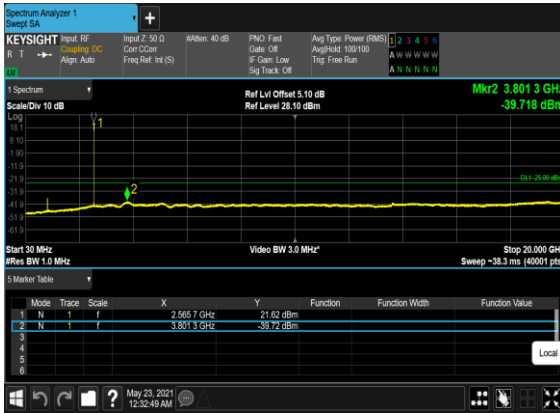 Spectrum Analyzer 1
Swept SA
KEYSIGHT
R T
Input: RF
Coupling: DC
Align: Auto
Input Z: 50 Ω
Corr CCorr
Freq Ref: Int (S)
#Atten: 40 dB
PNO: Fast
Gate: Off
IF Gain: Low
Sig Track: Off
Avg Type: Power (RMS)
Avg|Hold: 100/100
Trig: Free Run
1 2 3 4 5 6
A W W W W W
A N N N N N
1 Spectrum
Scale/Div 10 dB
Ref Lvl Offset 5.10 dB
Ref Level 28.10 dBm
Mkr2 3.801 3 GHz
-39.718 dBm
Log
18.1
8.10
-1.90
-11.9
-21.9
-31.9
-41.9
-51.9
-61.9
1
2
DL1 -25.00 dBm
Start 30 MHz
#Res BW 1.0 MHz
Video BW 3.0 MHz*
Stop 20.000 GH
Sweep ~38.3 ms (40001 pts
5 Marker Table
Mode Trace Scale X Y Function Function Width Function Value
1 N 1 f 2.565 7 GHz 21.62 dBm
2 N 1 f 3.801 3 GHz -39.72 dBm
3
4
5
6
Local
?
May 23, 2021
12:32:49 AM